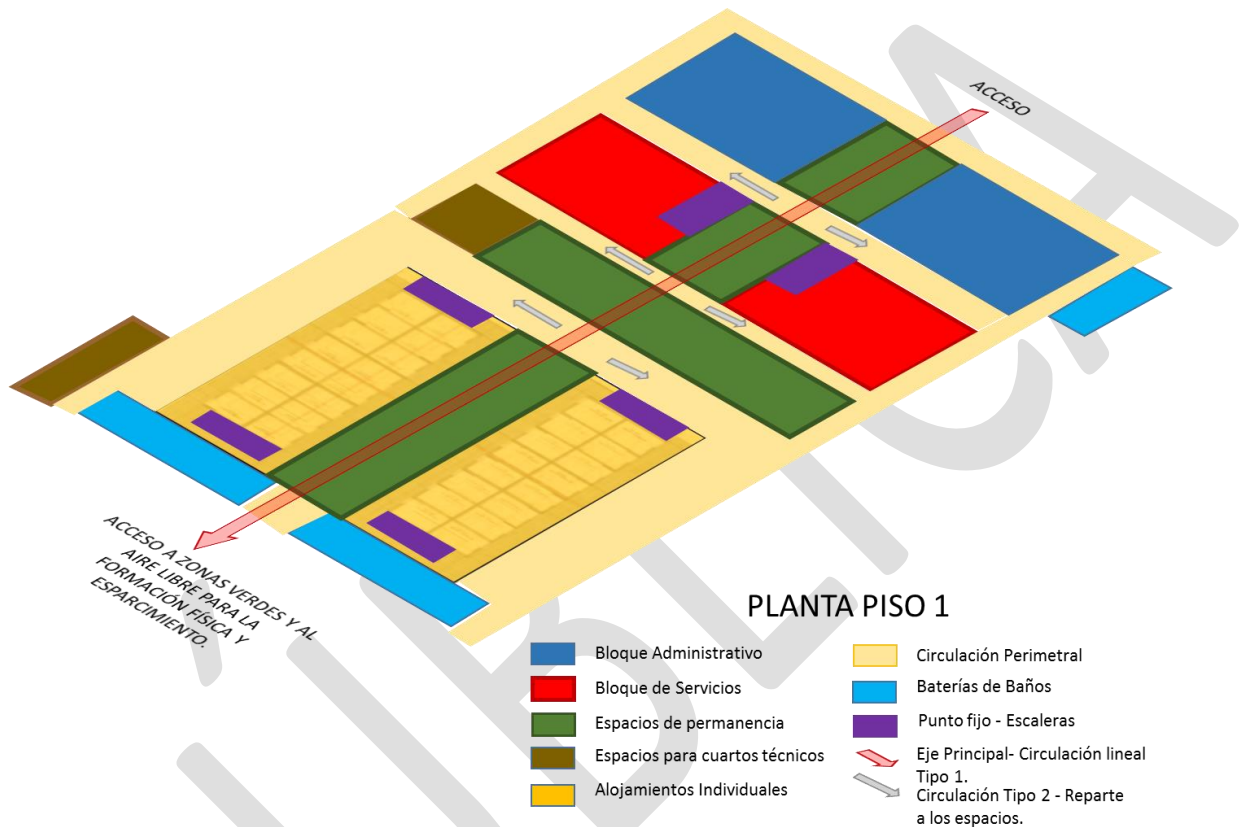 ACCESO
ACCESO A ZONAS VERDES Y AL
AIRE LIBRE PARA LA
FORMACIÓN FÍSICA Y
ESPARCIMIENTO.
PLANTA PISO 1
Bloque Administrativo
Bloque de Servicios
Espacios de permanencia
Espacios para cuartos técnicos
Alojamientos Individuales
Circulación Perimetral
Baterías de Baños
Punto fijo - Escaleras
Eje Principal- Circulación lineal
Tipo 1.
Circulación Tipo 2 - Reparte
a los espacios.